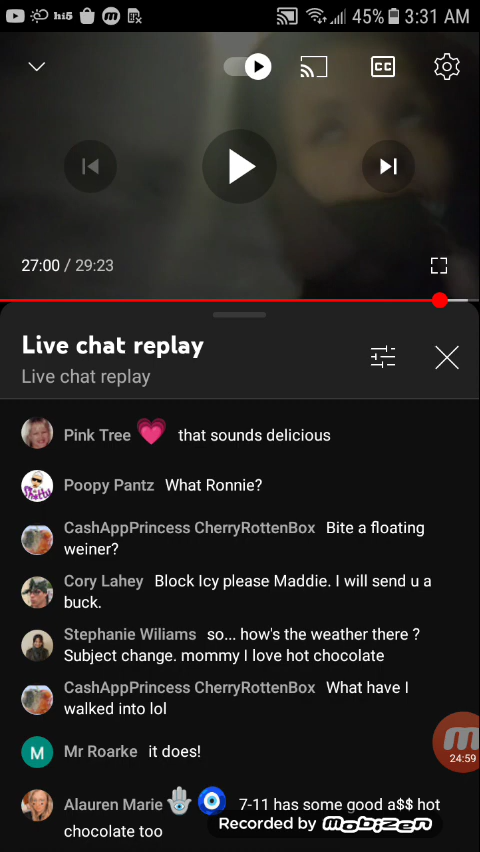 hi5
45% 3:31 AM
CC
27:00 / 29:23
Live chat replay
Live chat replay
Pink Tree that sounds delicious
Poopy Pantz What Ronnie?
CashAppPrincess CherryRottenBox Bite a floating
weiner?
Cory Lahey Block Icy please Maddie. I will send u a
buck.
Stephanie Wiliams so... how's the weather there ?
Subject change. mommy I love hot chocolate
CashAppPrincess CherryRottenBox What have I
walked into lol
M
Mr Roarke it does!
24:59
Alauren Marie 7-11 has some good a$$ hot
chocolate too
Recorded by mobizen